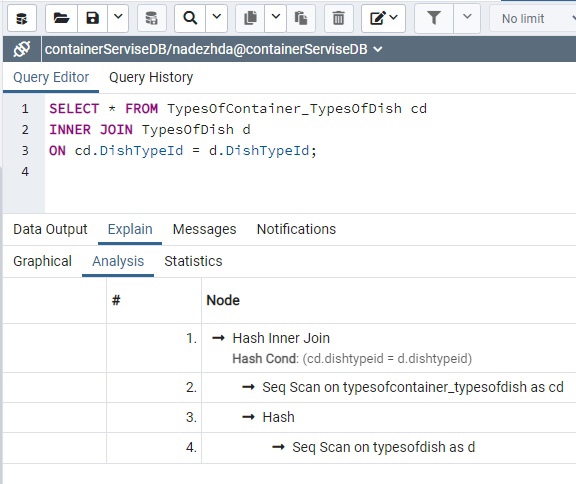 No limit
containerServiseDB/nadezhda@containerServiseDB
Query Editor Query History
1 SELECT * FROM TypesOfContainer_TypesOfDish cd
2 INNER JOIN TypesOfDish d
3 ON cd.DishTypeId = d.DishTypeId;
4
Data Output Explain Messages Notifications
Graphical Analysis Statistics
# Node
1. → Hash Inner Join
Hash Cond: (cd.dishtypeid = d.dishtypeid)
2. → Seq Scan on typesofcontainer_typesofdish as cd
3. → Hash
4. → Seq Scan on typesofdish as d